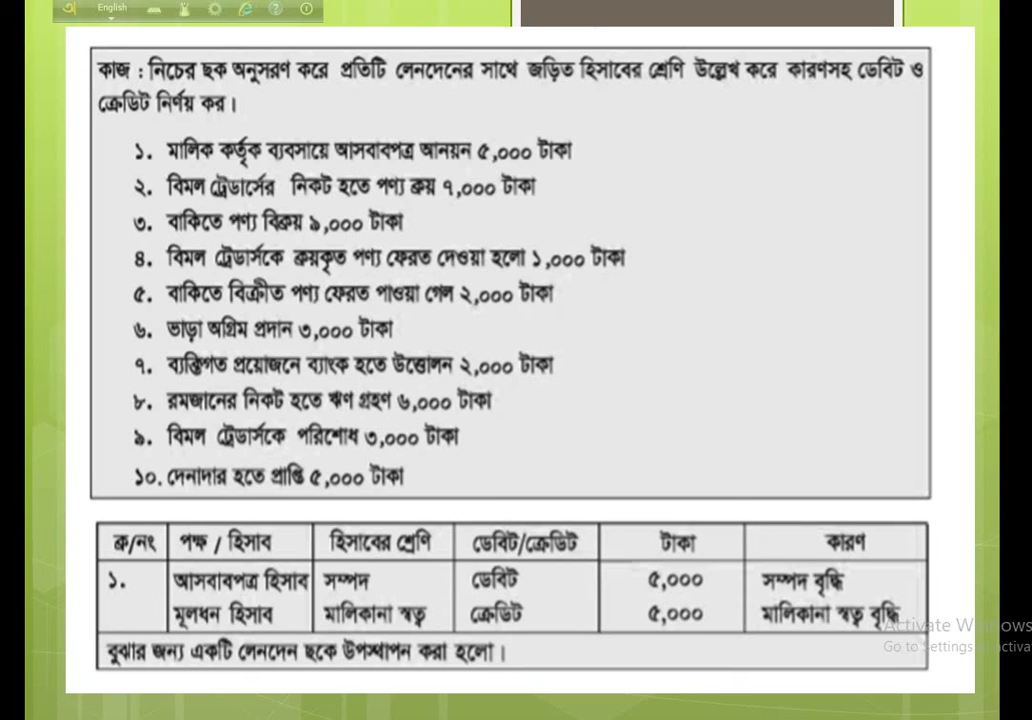 English
কাজ : নিচের ছক অনুসরণ করে প্রতিটি লেনদেনের সাথে জড়িত হিসাবের শ্রেণি উল্লেখ করে কারণসহ ডেবিট ও
ক্রেডিট নির্ণয় কর।
১. মালিক কর্তৃক ব্যবসায়ে আসবাবপত্র আনয়ন ৫,০০০ টাকা
২. বিমল ট্রেডার্সের নিকট হতে পণ্য ক্রয় ৭,০০০ টাকা
৩. বাকিতে পণ্য বিক্রয় ৯,০০০ টাকা
৪. বিমল ট্রেডার্সকে ক্রয়কৃত পণ্য ফেরত দেওয়া হলো ১,০০০ টাকা
৫. বাকিতে বিক্রীত পণ্য ফেরত পাওয়া গেল ২,০০০ টাকা
৬. ভাড়া অগ্রিম প্রদান ৩,০০০ টাকা
৭. ব্যক্তিগত প্রয়োজনে ব্যাংক হতে উত্তোলন ২,০০০ টাকা
৮. রমজানের নিকট হতে ঋণ গ্রহণ ৬,০০০ টাকা
৯. বিমল ট্রেডার্সকে পরিশোধ ৩,০০০ টাকা
১০. দেনাদার হতে প্রাপ্তি ৫,০০০ টাকা
ক্র/নং পক্ষ / হিসাব হিসাবের শ্রেণি ডেবিট/ক্রেডিট টাকা কারণ
১. আসবাবপত্র হিসাব সম্পদ ডেবিট ৫,০০০ সম্পদ বৃদ্ধি
মূলধন হিসাব মালিকানা স্বত্ব ক্রেডিট ৫,০০০ মালিকানা স্বত্ব বৃদ্ধি
Activate Windows
Go to Settings activa
বুঝার জন্য একটি লেনদেন ছকে উপস্থাপন করা হলো।